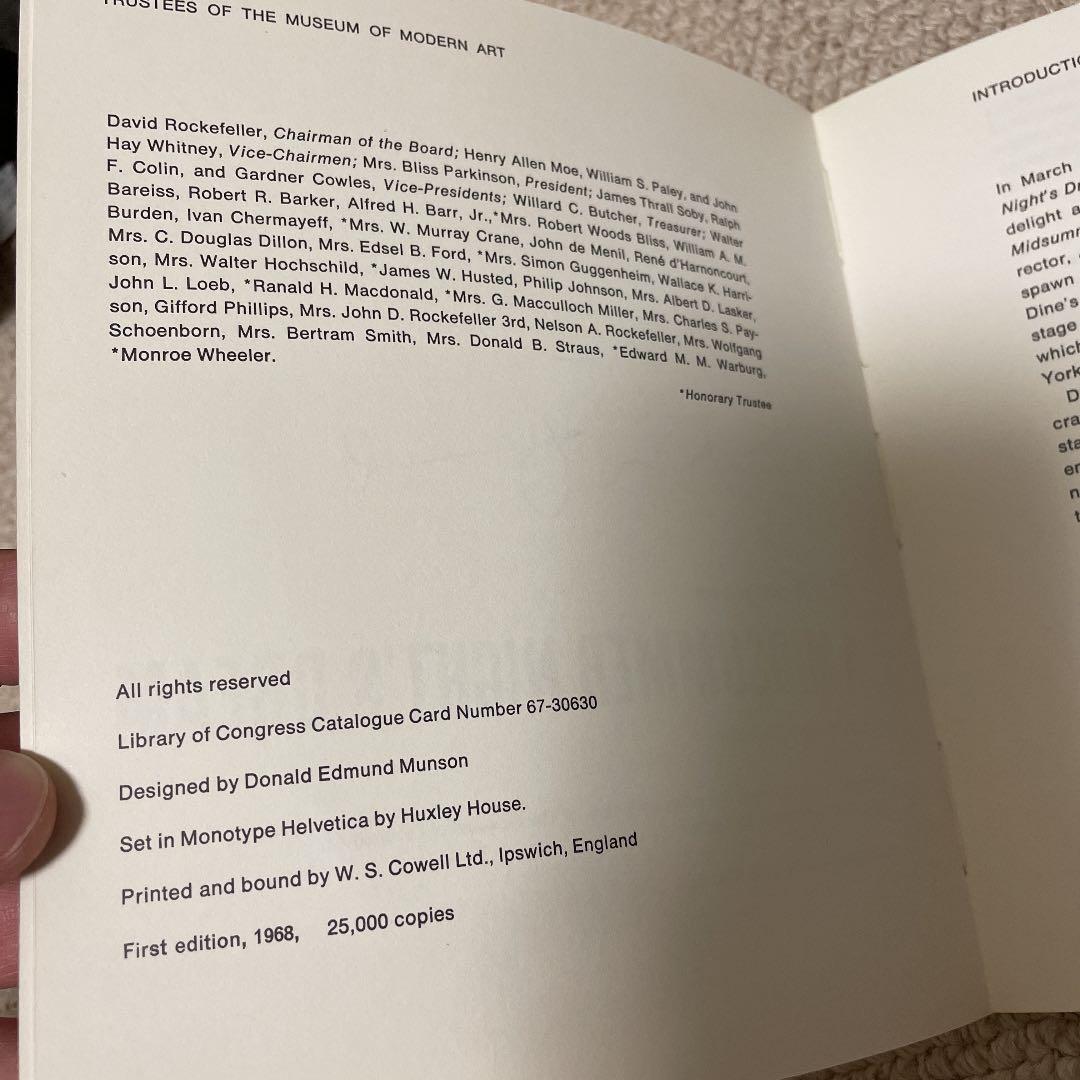 TRUSTEES OF THE MUSEUM OF MODERN ART
David Rockefeller, Chairman of the Board; Henry Allen Moe, William S. Paley, and John
Hay Whitney, Vice-Chairmen; Mrs. Bliss Parkinson, President; James Thrall Soby, Ralph
F. Colin, and Gardner Cowles, Vice-Presidents; Willard C. Butcher, Treasurer; Walter
Bareiss, Robert R. Barker, Alfred H. Barr, Jr.,*Mrs. Robert Woods Bliss, William A. M.
Burden, Ivan Chermayeff, *Mrs. W. Murray Crane, John de Menil, René d'Harnoncourt,
Mrs. C. Douglas Dillon, Mrs. Edsel B. Ford, *Mrs. Simon Guggenheim, Wallace K. Harri-
son, Mrs. Walter Hochschild, *James W. Husted, Philip Johnson, Mrs. Albert D. Lasker,
John L. Loeb, *Ranald H. Macdonald, *Mrs. G. Macculloch Miller, Mrs. Charles S. Pay-
son, Gifford Phillips, Mrs. John D. Rockefeller 3rd, Nelson A. Rockefeller, Mrs. Wolfgang
Schoenborn, Mrs. Bertram Smith, Mrs. Donald B. Straus, *Edward M. M. Warburg,
*Monroe Wheeler.
*Honorary Trustee
All rights reserved
Library of Congress Catalogue Card Number 67-30630
Designed by Donald Edmund Munson
Set in Monotype Helvetica by Huxley House.
Printed and bound by W. S. Cowell Ltd., Ipswich, England
First edition, 1968, 25,000 copies
INTRODUCTIO
In March
Night's Dr
delight a
Midsumm
rector,
spawn
Dine's
stage
which
York
D
cra
sta
en
n
t